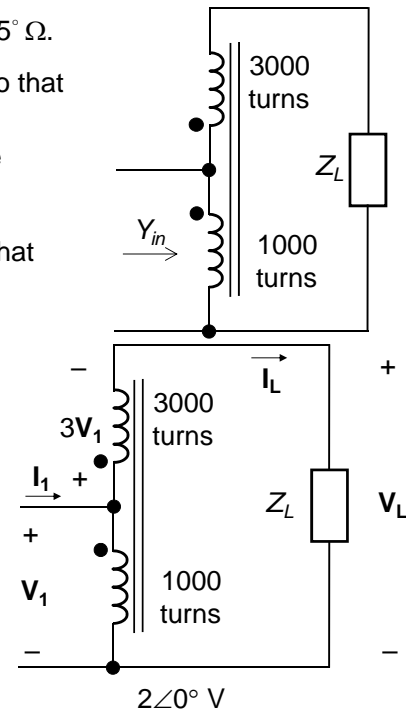 5° Ω.
3000
turns
o that
e
Z_L
Y_in
1000
turns
hat
– I_L +
3000
turns
3V₁
I₁ +
+
Z_L V_L
V₁
1000
turns
– –
2∠0° V